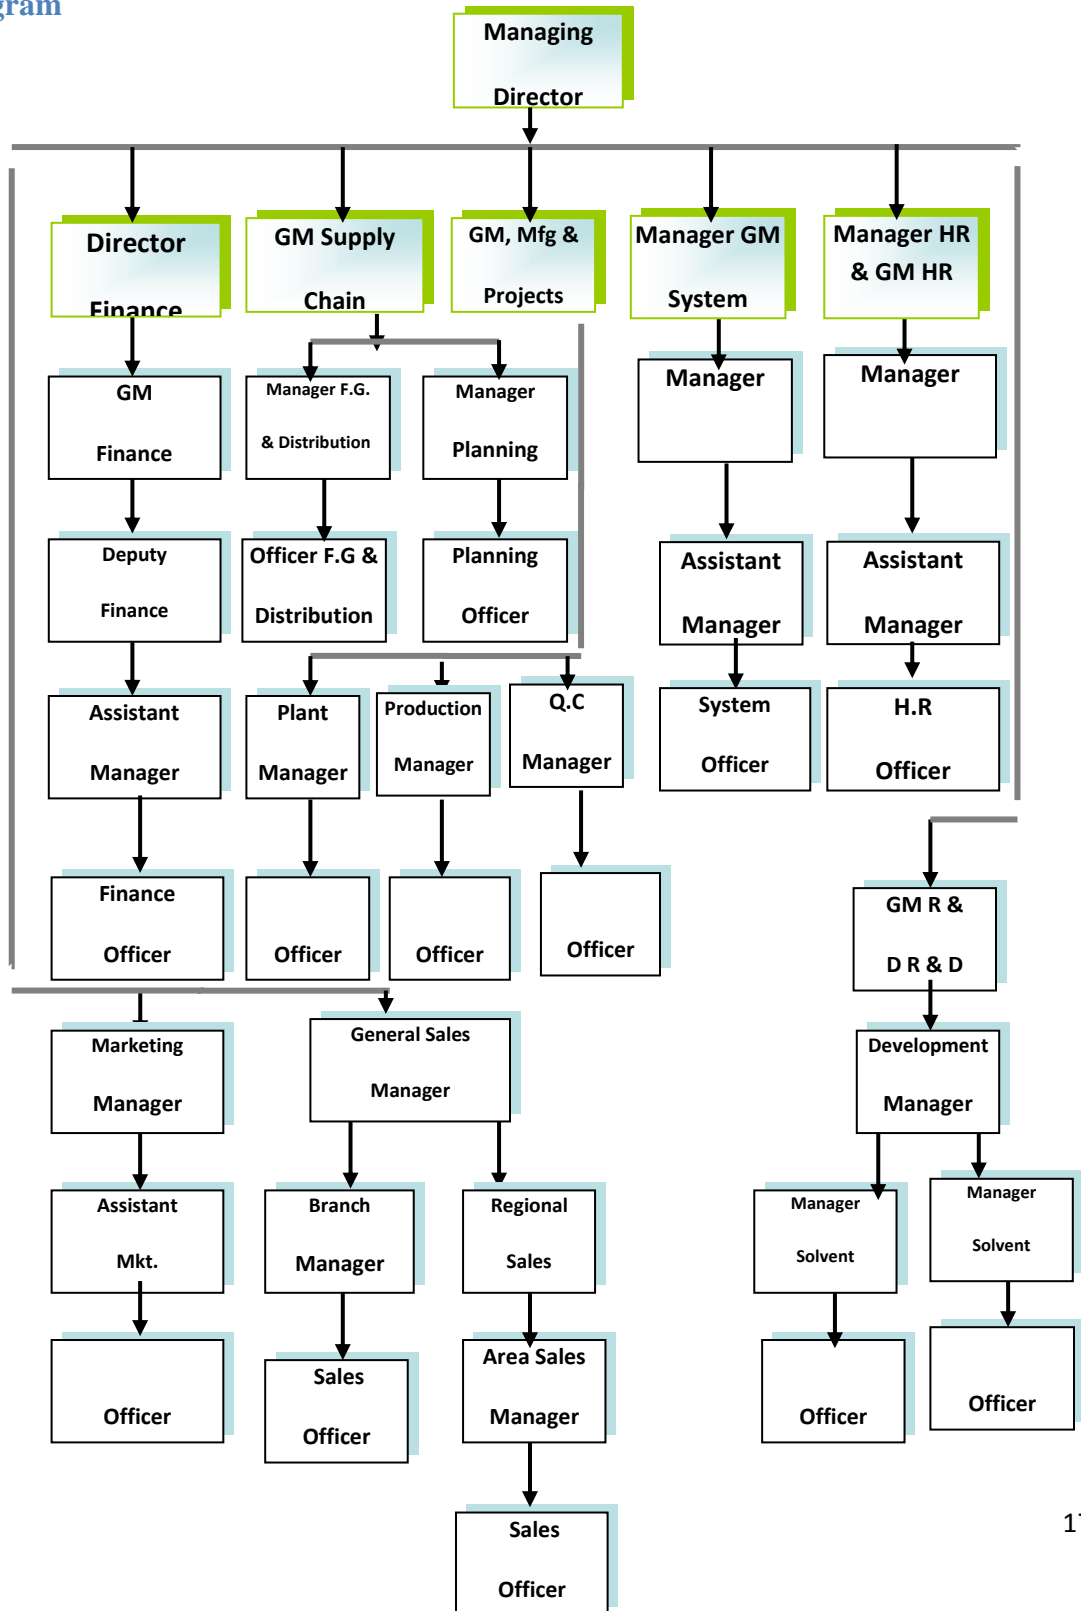 gram
Managing
Director
Director
Finance
GM Supply
Chain
GM, Mfg &
Projects
Manager GM
System
Manager HR
& GM HR
GM
Finance
Manager F.G.
& Distribution
Manager
Planning
Manager
Manager
Deputy
Finance
Officer F.G &
Distribution
Planning
Officer
Assistant
Manager
Assistant
Manager
Assistant
Manager
Plant
Manager
Production
Manager
Q.C
Manager
System
Officer
H.R
Officer
Finance
Officer
Officer
Officer
Officer
GM R &
D R & D
Marketing
Manager
General Sales
Manager
Development
Manager
Assistant
Mkt.
Branch
Manager
Regional
Sales
Manager
Solvent
Manager
Solvent
Officer
Sales
Officer
Area Sales
Manager
Officer
Officer
Sales
Officer
17